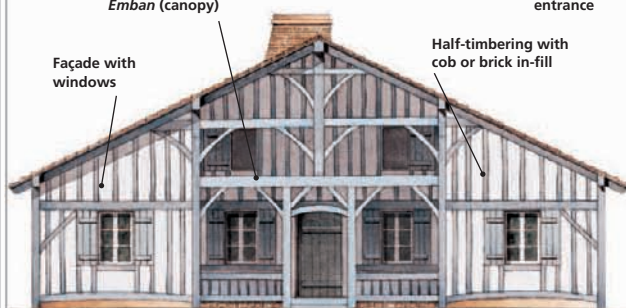 Emban (canopy)
entrance
Façade with
windows
Half-timbering with
cob or brick in-fill